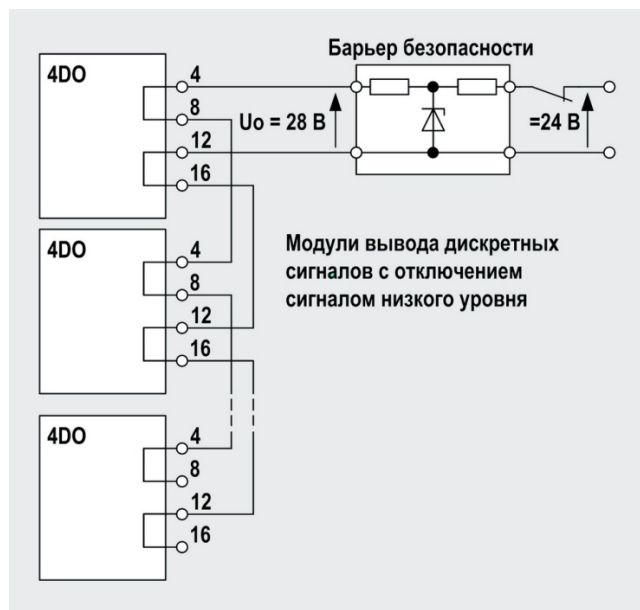 Барьер безопасности
4DO
4
8
12
16
Uo = 28 В
=24 В
4DO
4
8
12
16
Модули вывода дискретных
сигналов с отключением
сигналом низкого уровня
4DO
4
8
12
16